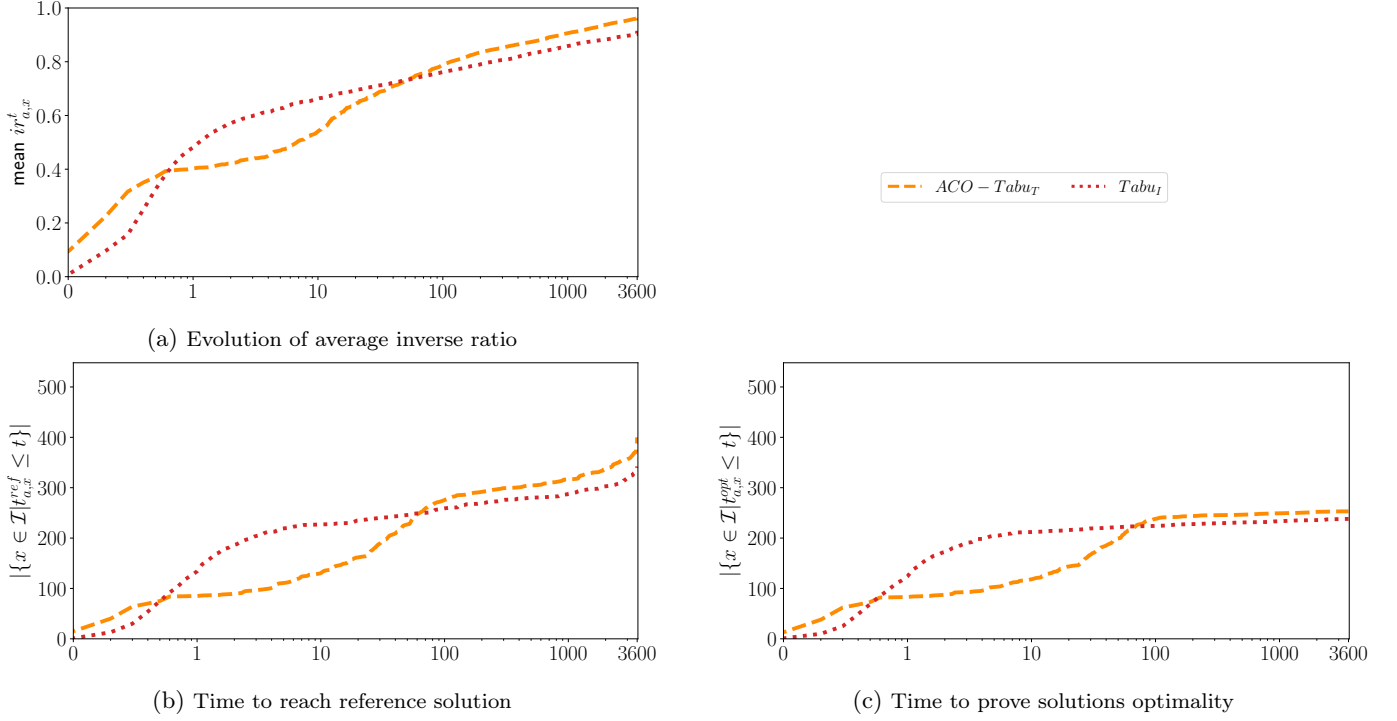 1.0
0.8
0.6
0.4
0.2
0.0
mean $ir^t_{a,x}$
0 1 10 100 1000 3600
(a) Evolution of average inverse ratio
ACO − Tabu_T Tabu_I
500
400
300
200
100
0
|{x ∈ I|t^{ref}_{a,x} ≤ t}|
0 1 10 100 1000 3600
(b) Time to reach reference solution
500
400
300
200
100
0
|{x ∈ I|t^{opt}_{a,x} ≤ t}|
0 1 10 100 1000 3600
(c) Time to prove solutions optimality